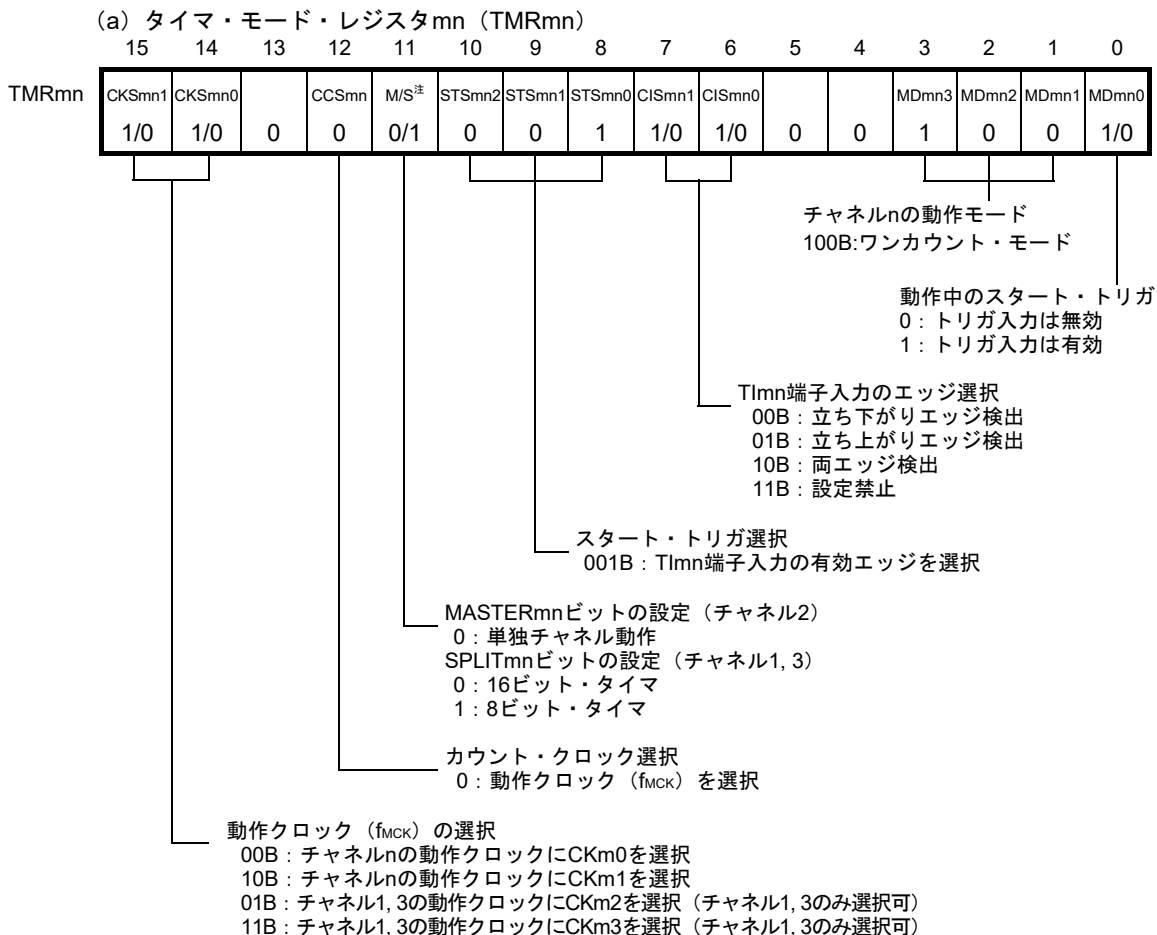 (a) タイマ・モード・レジスタmn（TMRmn）
15 14 13 12 11 10 9 8 7 6 5 4 3 2 1 0
TMRmn CKSmn1 CKSmn0 CCSmn M/S注 STSmn2 STSmn1 STSmn0 CISmn1 CISmn0 MDmn3 MDmn2 MDmn1 MDmn0
1/0 1/0 0 0 0/1 0 0 1 1/0 1/0 0 0 1 0 0 1/0
チャネルnの動作モード
100B:ワンカウント・モード
動作中のスタート・トリガ
0：トリガ入力は無効
1：トリガ入力は有効
TImn端子入力のエッジ選択
00B：立ち下がりエッジ検出
01B：立ち上がりエッジ検出
10B：両エッジ検出
11B：設定禁止
スタート・トリガ選択
001B：TImn端子入力の有効エッジを選択
MASTERmnビットの設定（チャネル2）
0：単独チャネル動作
SPLITmnビットの設定（チャネル1, 3）
0：16ビット・タイマ
1：8ビット・タイマ
カウント・クロック選択
0：動作クロック（fMCK）を選択
動作クロック（fMCK）の選択
00B：チャネルnの動作クロックにCKm0を選択
10B：チャネルnの動作クロックにCKm1を選択
01B：チャネル1, 3の動作クロックにCKm2を選択（チャネル1, 3のみ選択可）
11B：チャネル1, 3の動作クロックにCKm3を選択（チャネル1, 3のみ選択可）